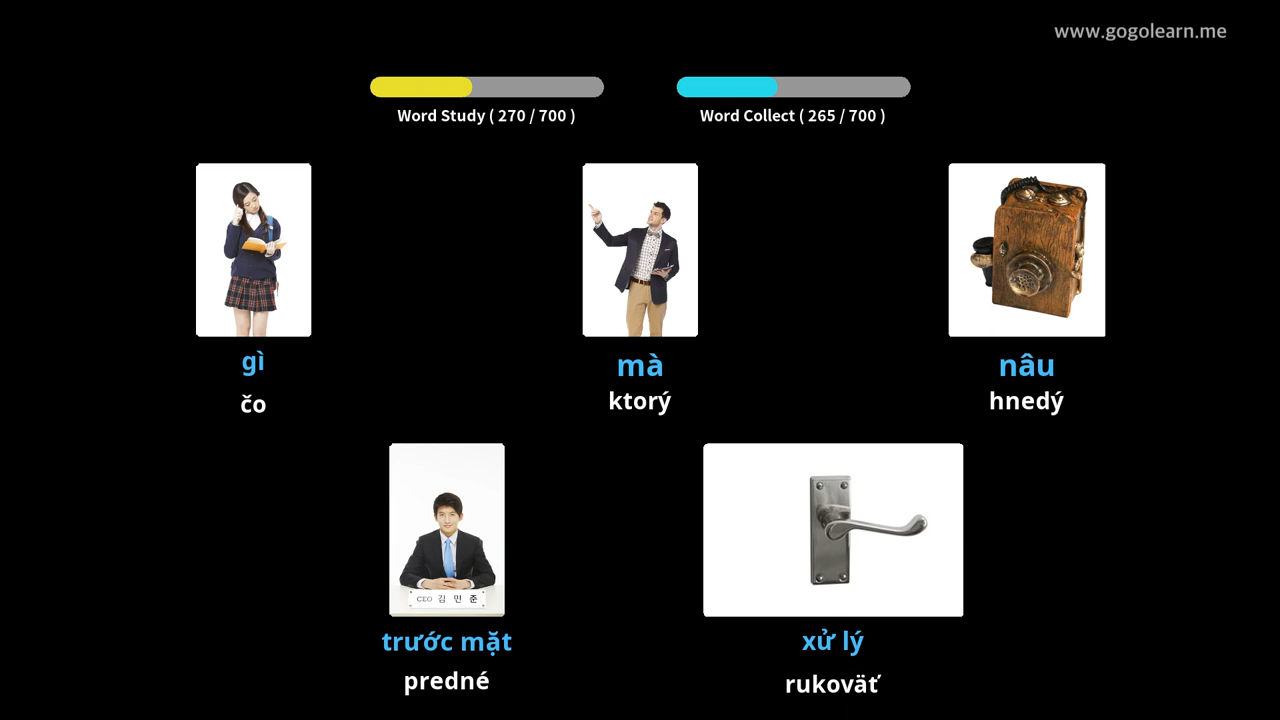 www.gogolearn.me
Word Study ( 270 / 700 )
Word Collect ( 265 / 700 )
gì
čo
mà
ktorý
nâu
hnedý
CEO 김 민 준
trước mặt
predné
xử lý
rukoväť